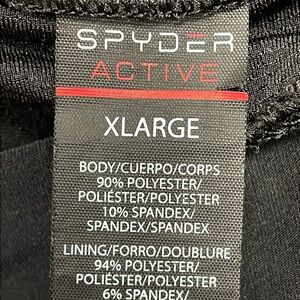 SPYDER
ACTIVE
XLARGE
BODY/CUERPO/CORPS
90% POLYESTER/
POLIÉSTER/POLYESTER
10% SPANDEX/
SPANDEX/SPANDEX
LINING/FORRO/DOUBLURE
94% POLYESTER/
POLIÉSTER/POLYESTER
6% SPANDEX/